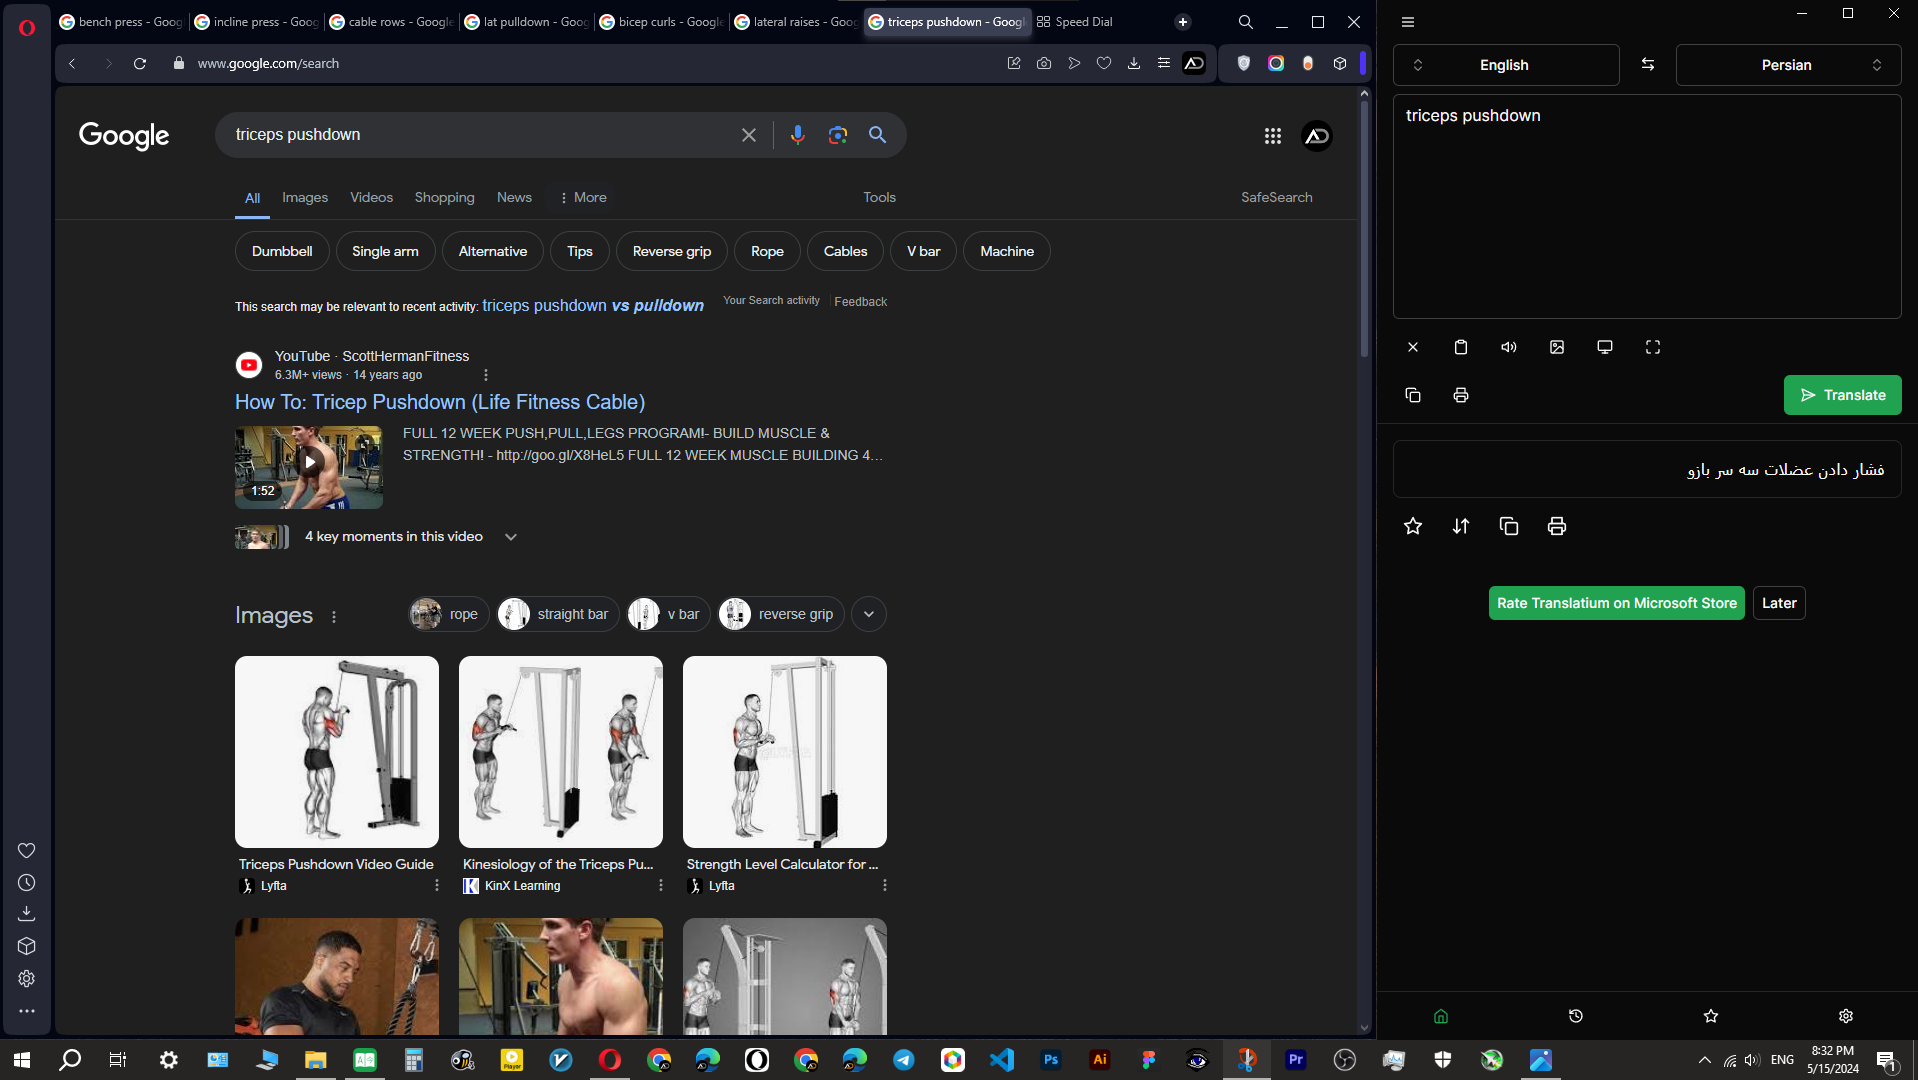 bench press - Goog
incline press - Goog
cable rows - Google
lat pulldown - Goog
bicep curls - Google
lateral raises - Goog
triceps pushdown - Googl
Speed Dial
www.google.com/search
Google
triceps pushdown
All
Images
Videos
Shopping
News
More
Tools
SafeSearch
Dumbbell
Single arm
Alternative
Tips
Reverse grip
Rope
Cables
V bar
Machine
This search may be relevant to recent activity: triceps pushdown vs pulldown
Your Search activity
Feedback
YouTube · ScottHermanFitness
6.3M+ views · 14 years ago
How To: Tricep Pushdown (Life Fitness Cable)
FULL 12 WEEK PUSH,PULL,LEGS PROGRAM!- BUILD MUSCLE &
STRENGTH! - http://goo.gl/X8HeL5 FULL 12 WEEK MUSCLE BUILDING 4...
1:52
4 key moments in this video
Images
rope
straight bar
v bar
reverse grip
Triceps Pushdown Video Guide
Lyfta
Kinesiology of the Triceps Pu...
KinX Learning
Strength Level Calculator for ...
Lyfta
English
Persian
triceps pushdown
Translate
فشار دادن عضلات سه سر بازو
Rate Translatium on Microsoft Store
Later
Player
Ps
Ai
Pr
ENG
8:32 PM
5/15/2024
1